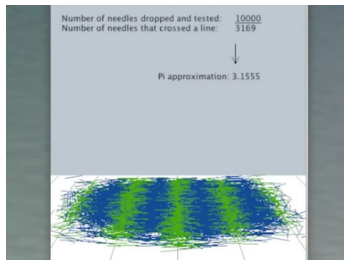 Number of needles dropped and tested: 10000
Number of needles that crossed a line: 3169
Pi approximation: 3.1555